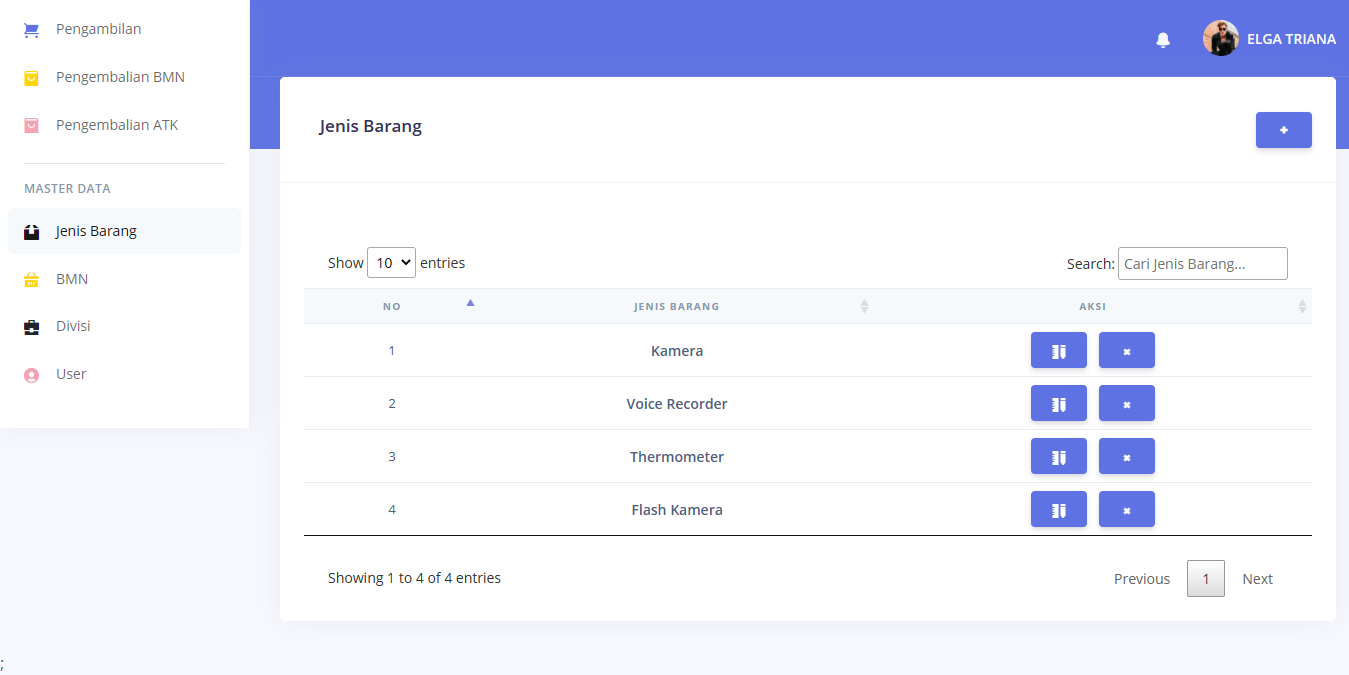 Pengambilan
Pengembalian BMN
Pengembalian ATK
MASTER DATA
Jenis Barang
BMN
Divisi
User
ELGA TRIANA
Jenis Barang
Show 10 entries
Search: Cari Jenis Barang...
NO JENIS BARANG AKSI
1 Kamera
2 Voice Recorder
3 Thermometer
4 Flash Kamera
Showing 1 to 4 of 4 entries
Previous 1 Next
;